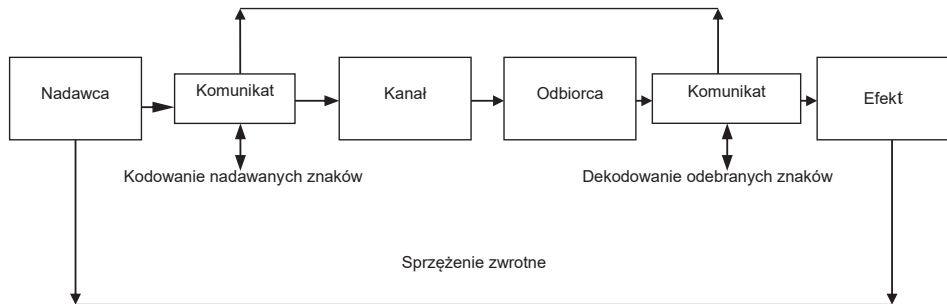 Nadawca
Komunikat
Kanał
Odbiorca
Komunikat
Efekt
Kodowanie nadawanych znaków
Dekodowanie odebranych znaków
Sprzężenie zwrotne